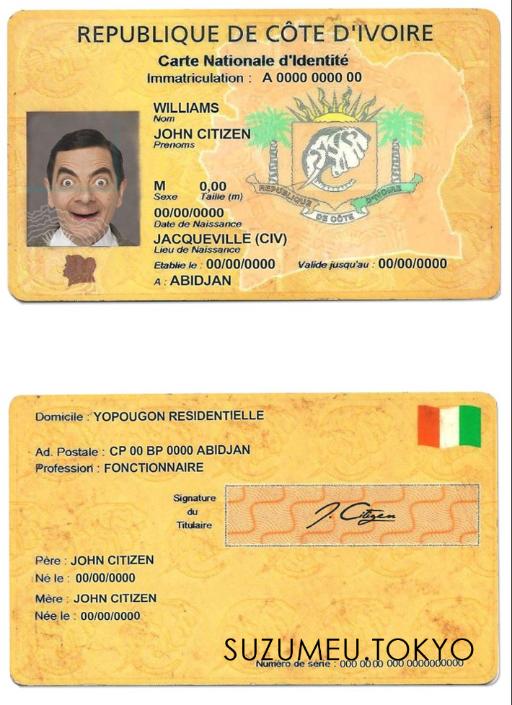 REPUBLIQUE DE CÔTE D'IVOIRE
Carte Nationale d'Identité
Immatriculation : A 0000 0000 00
WILLIAMS
Nom
JOHN CITIZEN
Prenoms
M 0,00
Sexe Taille (m)
00/00/0000
Date de Naissance
JACQUEVILLE (CIV)
Lieu de Naissance
Etablie le : 00/00/0000 Valide jusqu'au : 00/00/0000
A : ABIDJAN
REPUBLIQUE DE CÔTE D'IVOIRE
Domicile : YOPOUGON RESIDENTIELLE
Ad. Postale : CP 00 BP 0000 ABIDJAN
Profession : FONCTIONNAIRE
Signature
du
Titulaire
J. Citizen
Père : JOHN CITIZEN
Né le : 00/00/0000
Mère : JOHN CITIZEN
Née le : 00/00/0000
SUZUMEU.TOKYO
Numéro de série : 000 00 00 000 0000000000